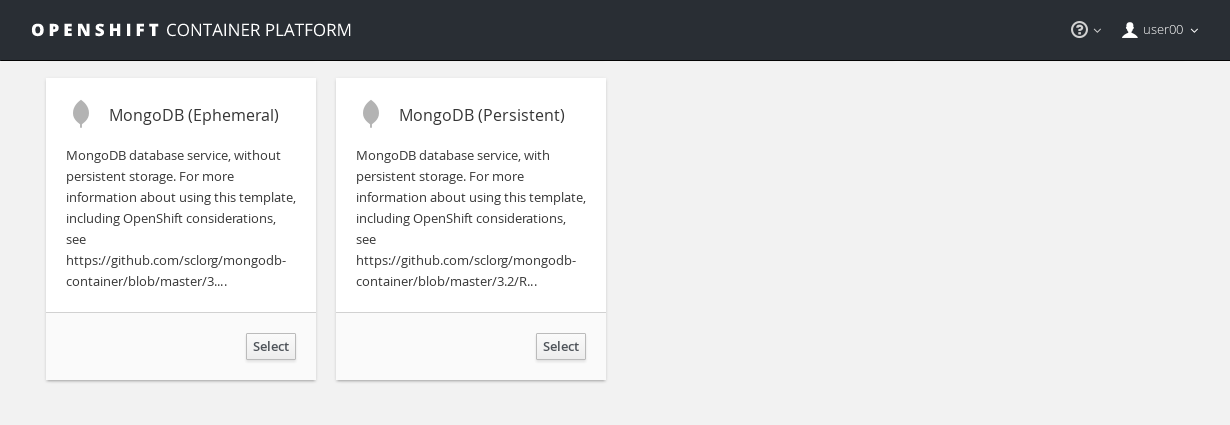 OPENSHIFT CONTAINER PLATFORM
user00
MongoDB (Ephemeral)
MongoDB database service, without
persistent storage. For more
information about using this template,
including OpenShift considerations,
see
https://github.com/sclorg/mongodb-
container/blob/master/3....
Select
MongoDB (Persistent)
MongoDB database service, with
persistent storage. For more
information about using this template,
including OpenShift considerations,
see
https://github.com/sclorg/mongodb-
container/blob/master/3.2/R...
Select